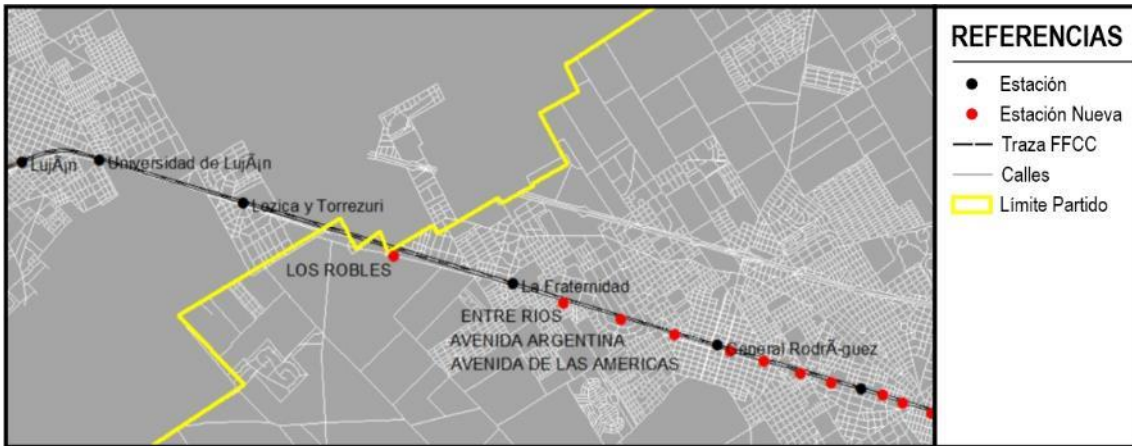 LujÃ¡n
Universidad de LujÃ¡n
Lezica y Torrezuri
LOS ROBLES
La Fraternidad
ENTRE RIOS
AVENIDA ARGENTINA
General RodrÃ-guez
AVENIDA DE LAS AMERICAS
REFERENCIAS
Estación
Estación Nueva
Traza FFCC
Calles
Límite Partido